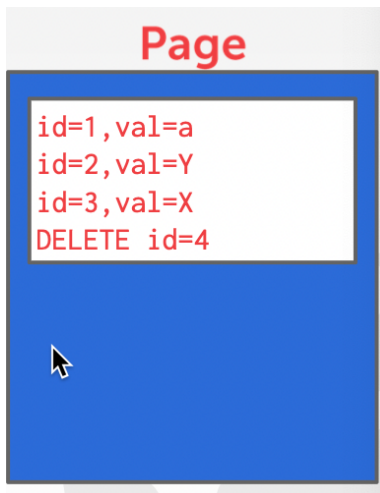 Page
id=1,val=a
id=2,val=Y
id=3,val=X
DELETE id=4